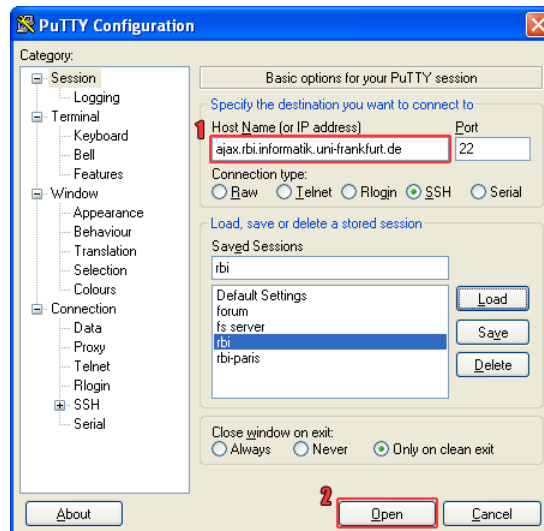 PuTTY Configuration
Category:
Session
Logging
Terminal
Keyboard
Bell
Features
Window
Appearance
Behaviour
Translation
Selection
Colours
Connection
Data
Proxy
Telnet
Rlogin
SSH
Serial
Basic options for your PuTTY session
Specify the destination you want to connect to
1 Host Name (or IP address) Port
ajax.rbi.informatik.uni-frankfurt.de 22
Connection type:
Raw Telnet Rlogin SSH Serial
Load, save or delete a stored session
Saved Sessions
rbi
Default Settings
forum
fs server
rbi
rbi-paris
Load
Save
Delete
Close window on exit:
Always Never Only on clean exit
2
About Open Cancel